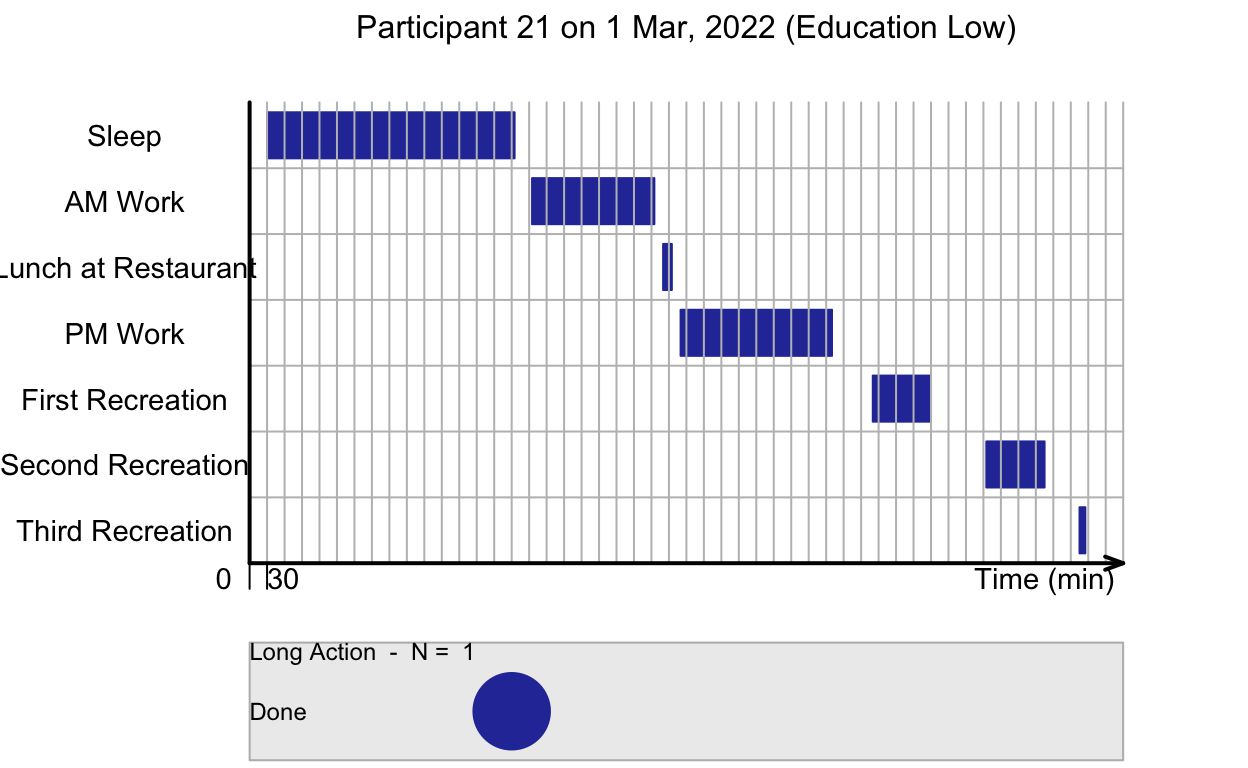 Participant 21 on 1 Mar, 2022 (Education Low)
Sleep
AM Work
Lunch at Restaurant
PM Work
First Recreation
Second Recreation
Third Recreation
0 30 Time (min)
Long Action - N = 1
Done